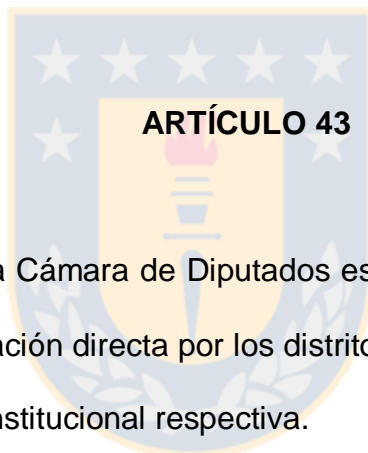 ARTÍCULO 43
a Cámara de Diputados es
ación directa por los distrito
nstitucional respectiva.